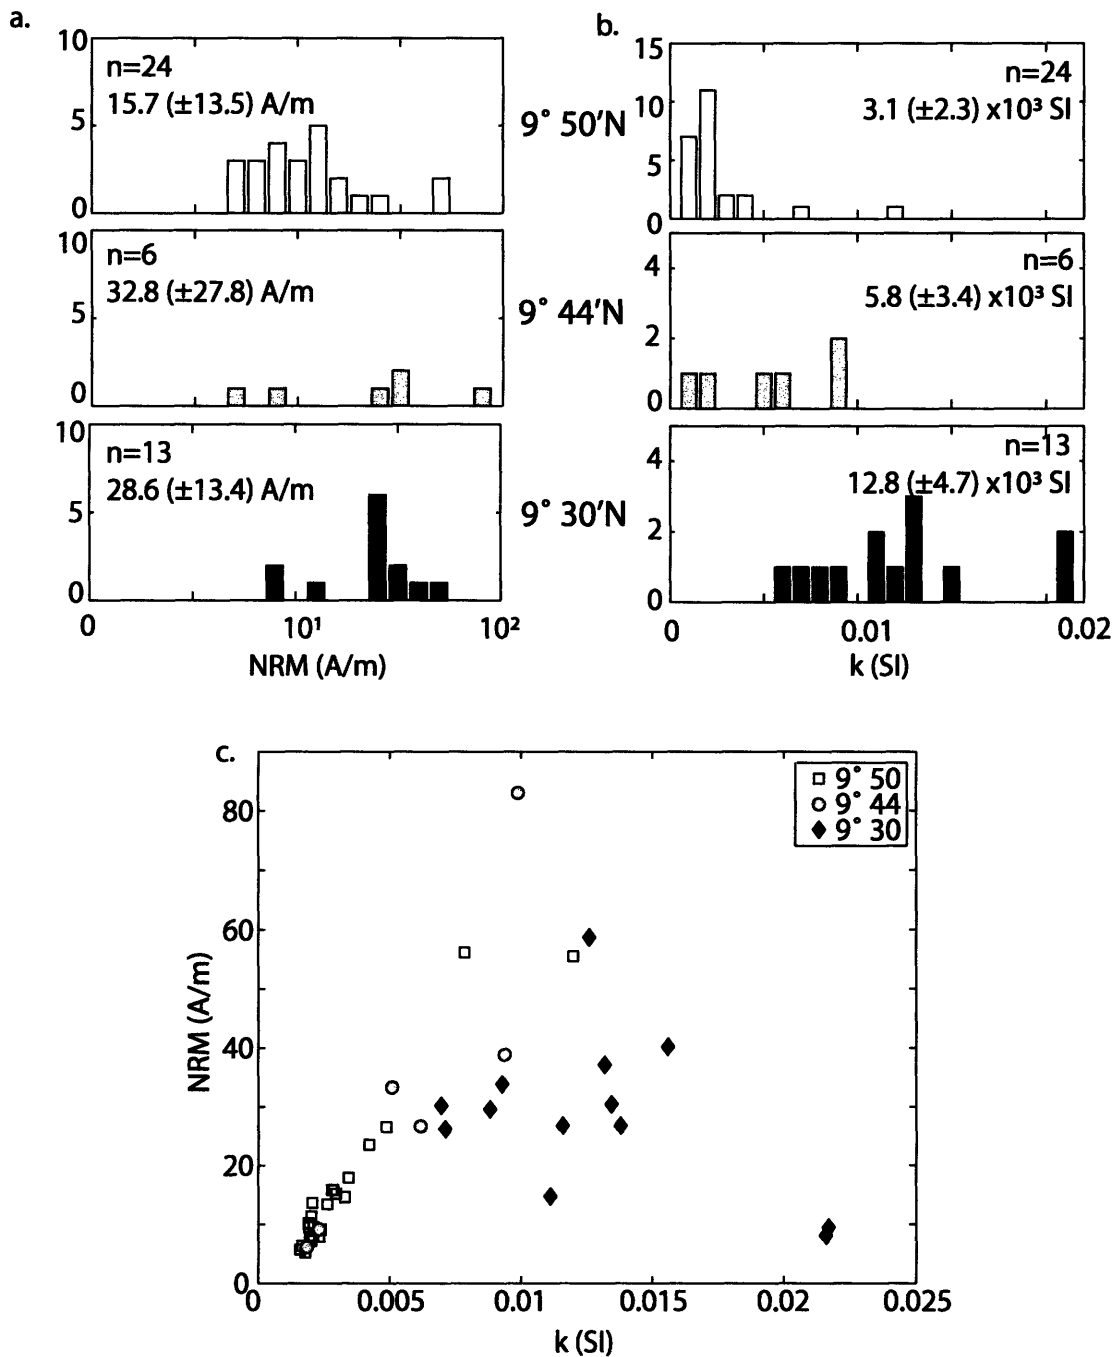 a.
10
5
0
n=24
15.7 (±13.5) A/m
9° 50'N
10
5
0
n=6
32.8 (±27.8) A/m
9° 44'N
10
5
0
n=13
28.6 (±13.4) A/m
9° 30'N
0 10¹ 10²
NRM (A/m)
b.
15
10
5
0
n=24
3.1 (±2.3) x10³ SI
4
2
0
n=6
5.8 (±3.4) x10³ SI
4
2
0
n=13
12.8 (±4.7) x10³ SI
0 0.01 0.02
k (SI)
c.
80
60
40
20
0
NRM (A/m)
9° 50
9° 44
9° 30
0 0.005 0.01 0.015 0.02 0.025
k (SI)